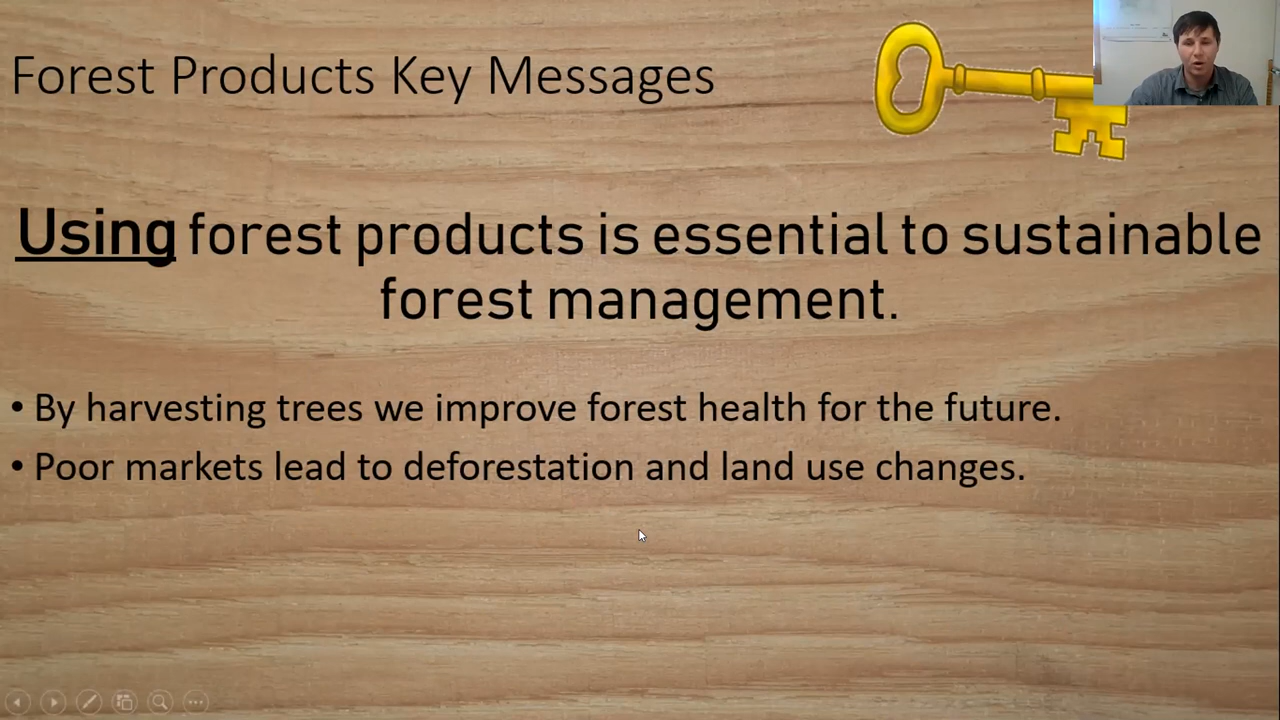 Forest Products Key Messages
Using forest products is essential to sustainable
forest management.
• By harvesting trees we improve forest health for the future.
• Poor markets lead to deforestation and land use changes.